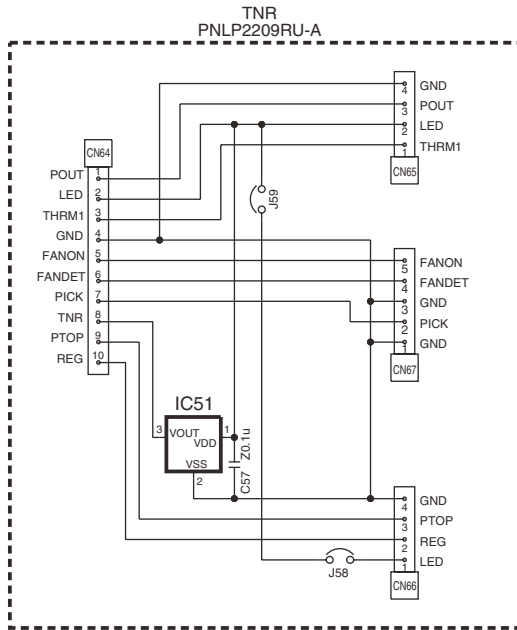 TNR
PNLP2209RU-A
CN64
POUT 1
LED 2
THRM1 3
GND 4
FANON 5
FANDET 6
PICK 7
TNR 8
PTOP 9
REG 10
4 GND
3 POUT
2 LED
1 THRM1
CN65
J59
5 FANON
4 FANDET
3 GND
2 PICK
1 GND
CN67
IC51
3 VOUT
VDD 1
VSS
2
Z0.1u
C57
4 GND
3 PTOP
2 REG
1 LED
CN66
J58